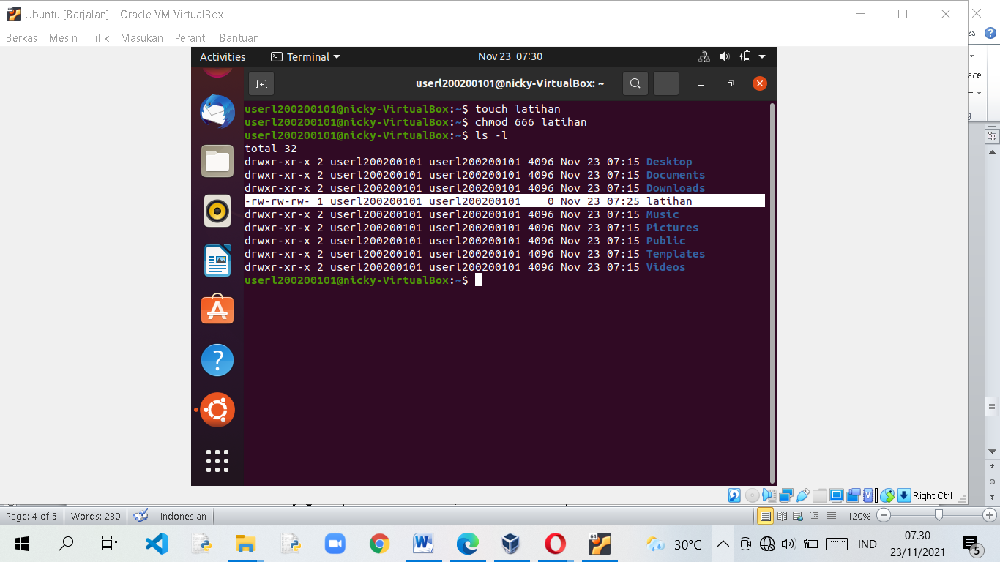 Ubuntu [Berjalan] - Oracle VM VirtualBox
Berkas Mesin Tilik Masukan Peranti Bantuan
Activities Terminal Nov 23 07:30
userl200200101@nicky-VirtualBox: ~
userl200200101@nicky-VirtualBox:~$ touch latihan
userl200200101@nicky-VirtualBox:~$ chmod 666 latihan
userl200200101@nicky-VirtualBox:~$ ls -l
total 32
drwxr-xr-x 2 userl200200101 userl200200101 4096 Nov 23 07:15 Desktop
drwxr-xr-x 2 userl200200101 userl200200101 4096 Nov 23 07:15 Documents
drwxr-xr-x 2 userl200200101 userl200200101 4096 Nov 23 07:15 Downloads
-rw-rw-rw- 1 userl200200101 userl200200101    0 Nov 23 07:25 latihan
drwxr-xr-x 2 userl200200101 userl200200101 4096 Nov 23 07:15 Music
drwxr-xr-x 2 userl200200101 userl200200101 4096 Nov 23 07:15 Pictures
drwxr-xr-x 2 userl200200101 userl200200101 4096 Nov 23 07:15 Public
drwxr-xr-x 2 userl200200101 userl200200101 4096 Nov 23 07:15 Templates
drwxr-xr-x 2 userl200200101 userl200200101 4096 Nov 23 07:15 Videos
userl200200101@nicky-VirtualBox:~$
Right Ctrl
Page: 4 of 5 Words: 280 Indonesian 120%
30°C IND 07.30
23/11/2021
5